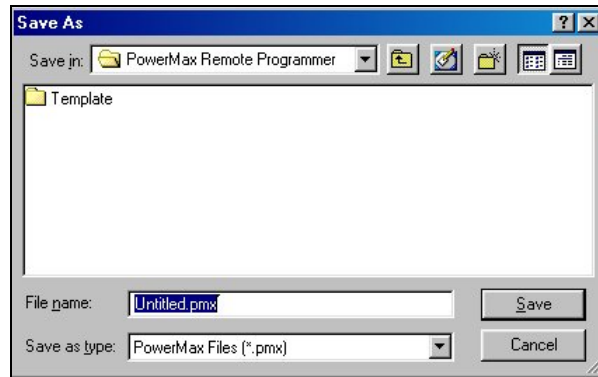 Save As
Save in: PowerMax Remote Programmer
Template
File name: Untitled.pmx Save
Save as type: PowerMax Files (*.pmx) Cancel